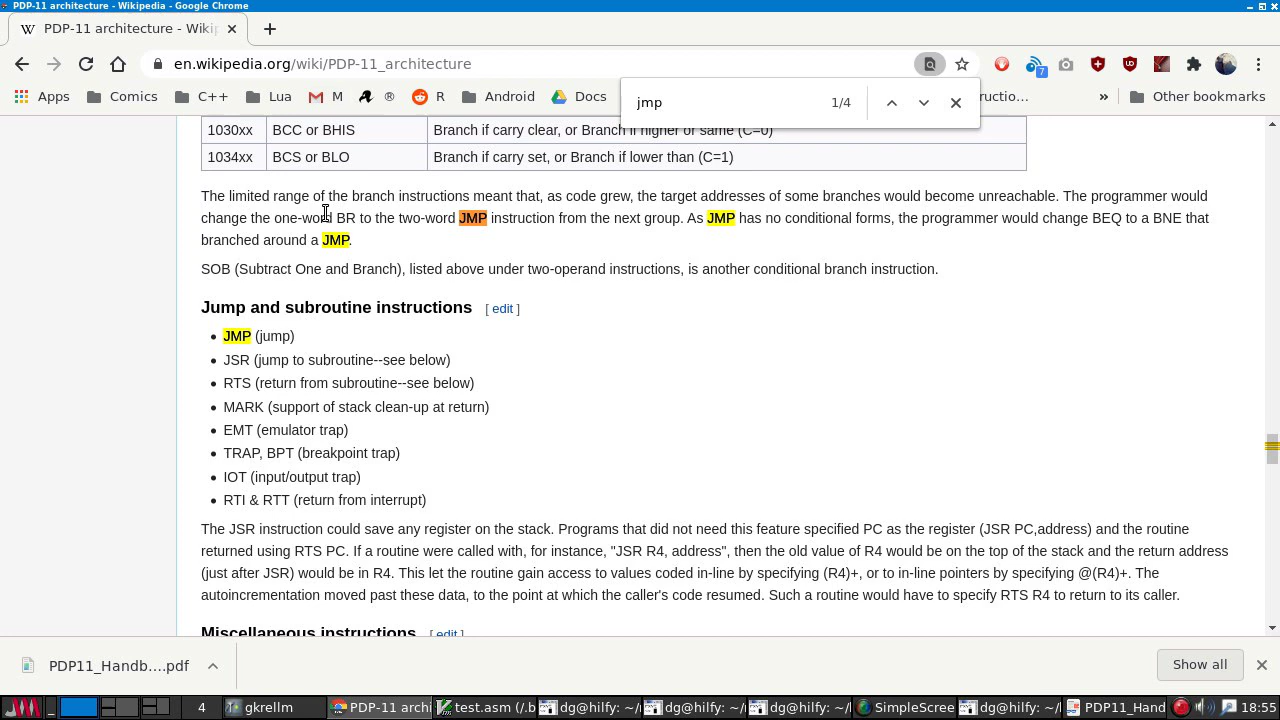 PDP-11 architecture - Wikipedia - Google Chrome
PDP-11 architecture - Wiki
en.wikipedia.org/wiki/PDP-11_architecture
7
Apps Comics C++ Lua M A. R Amazon Docs Other bookmarks
jmp 1/4
1030xx BCC or BHIS Branch if carry clear, or Branch if higher or same (C=0)
1034xx BCS or BLO Branch if carry set, or Branch if lower than (C=1)
The limited range of the branch instructions meant that, as code grew, the target addresses of some branches would become unreachable. The programmer would
change the one-word BR to the two-word JMP instruction from the next group. As JMP has no conditional forms, the programmer would change BEQ to a BNE that
branched around a JMP.
SOB (Subtract One and Branch), listed above under two-operand instructions, is another conditional branch instruction.
Jump and subroutine instructions [ edit ]
• JMP (jump)
• JSR (jump to subroutine--see below)
• RTS (return from subroutine--see below)
• MARK (support of stack clean-up at return)
• EMT (emulator trap)
• TRAP, BPT (breakpoint trap)
• IOT (input/output trap)
• RTI & RTT (return from interrupt)
The JSR instruction could save any register on the stack. Programs that did not need this feature specified PC as the register (JSR PC,address) and the routine
returned using RTS PC. If a routine were called with, for instance, "JSR R4, address", then the old value of R4 would be on the top of the stack and the return address
(just after JSR) would be in R4. This let the routine gain access to values coded in-line by specifying (R4)+, or to in-line pointers by specifying @(R4)+. The
autoincrementation moved past these data, to the point at which the caller's code resumed. Such a routine would have to specify RTS R4 to return to its caller.
Miscellaneous instructions [ edit ]
PDP11_Handb....pdf Show all
4 gkrellm PDP-11 archi test.asm (/.b dg@hilfy: ~/ dg@hilfy: ~/ dg@hilfy: ~/ SimpleScree dg@hilfy: ~/ PDP11_Hand 18:55